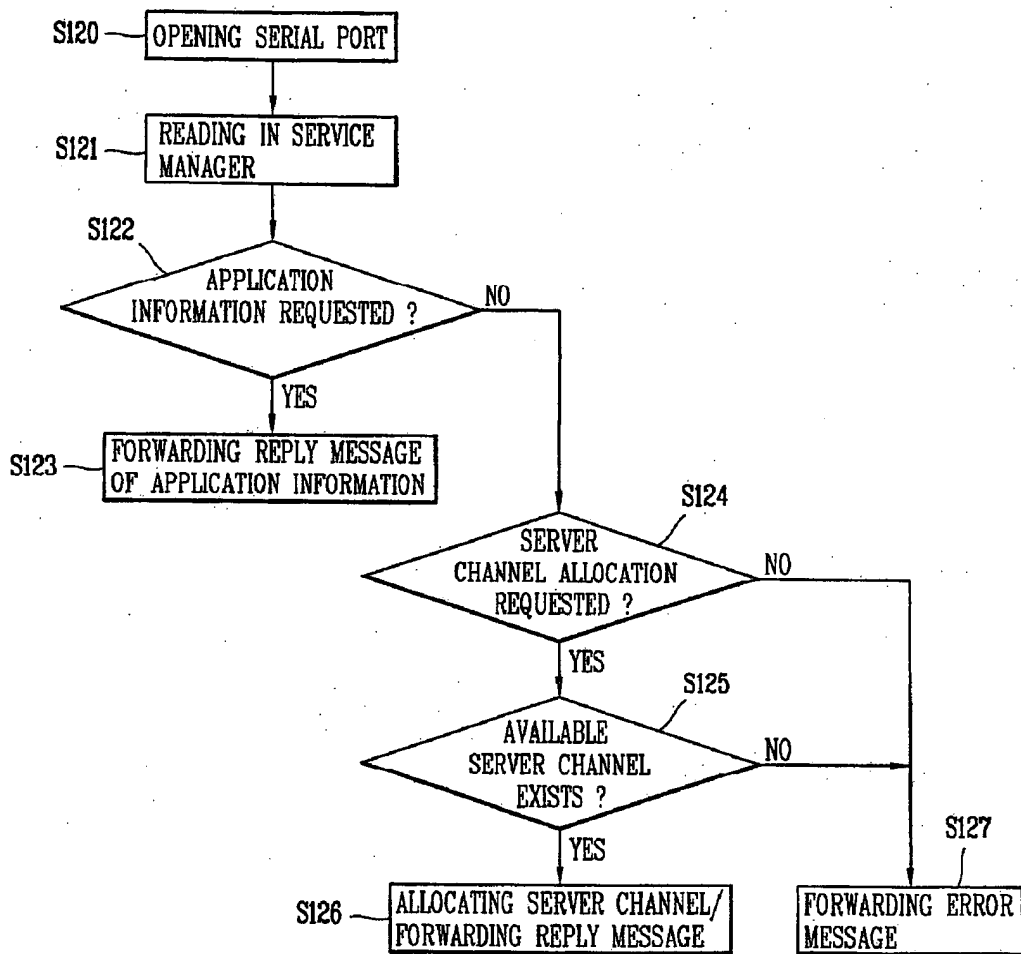 S120
OPENING SERIAL PORT
S121
READING IN SERVICE
MANAGER
S122
APPLICATION
INFORMATION REQUESTED ?
NO
YES
S123
FORWARDING REPLY MESSAGE
OF APPLICATION INFORMATION
S124
SERVER
CHANNEL ALLOCATION
REQUESTED ?
NO
YES
S125
AVAILABLE
SERVER CHANNEL
EXISTS ?
NO
YES
S126
ALLOCATING SERVER CHANNEL/
FORWARDING REPLY MESSAGE
S127
FORWARDING ERROR
MESSAGE